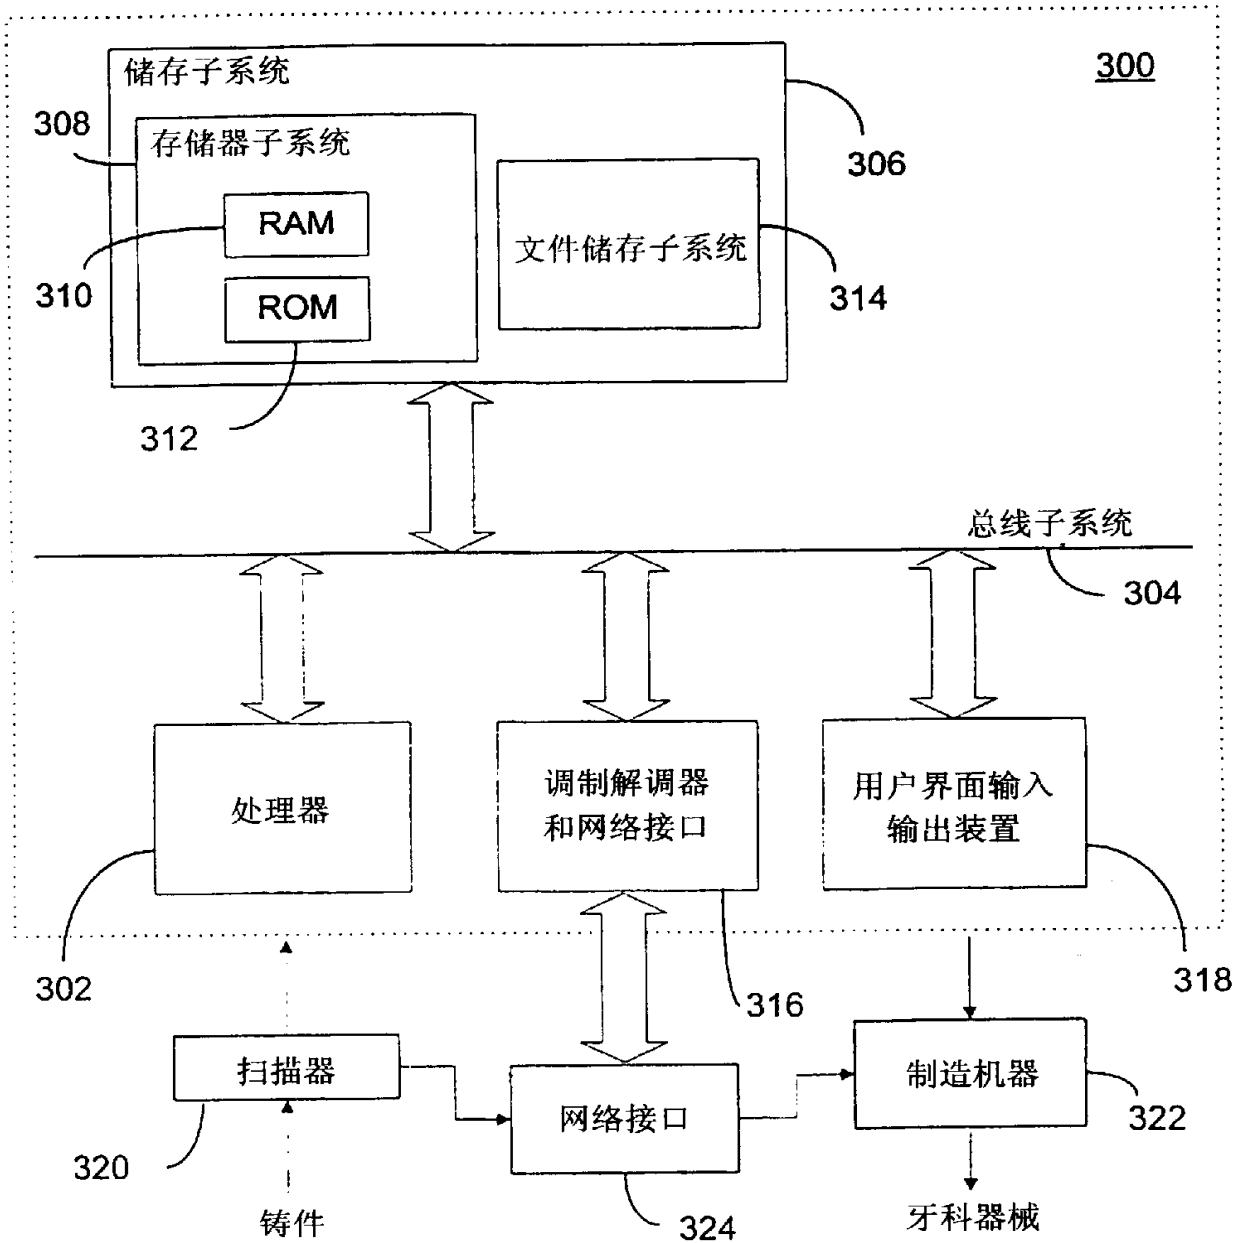 300
储存子系统
308
存储器子系统
306
RAM
文件储存子系统
310
ROM
314
312
总线子系统
304
处理器
调制解调器
和网络接口
用户界面输入
输出装置
302
316
318
扫描器
网络接口
制造机器
320
322
324
铸件
牙科器械